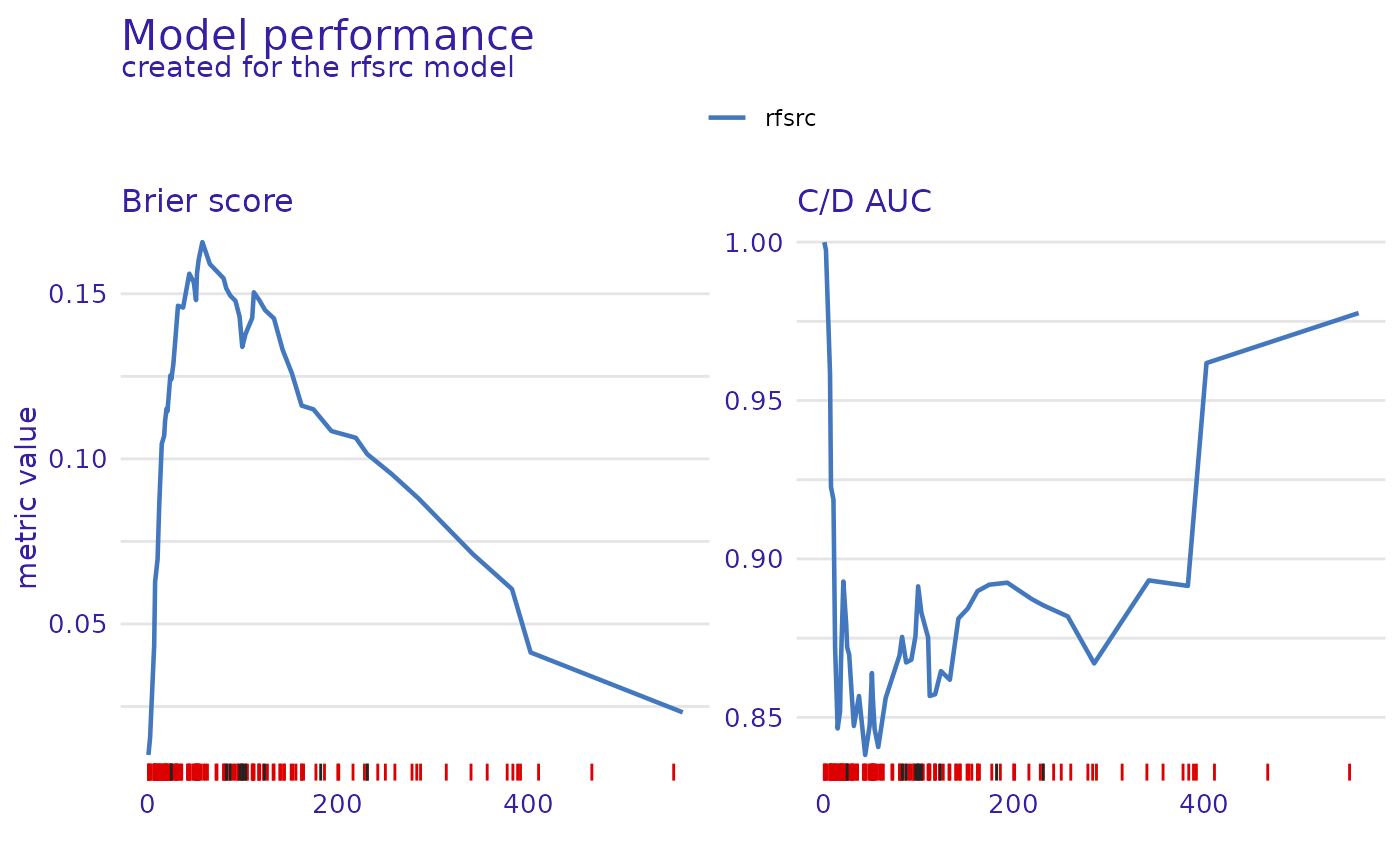 Model performance
created for the rfsrc model
rfsrc
Brier score
C/D AUC
metric value
0.15
0.10
0.05
0
200
400
1.00
0.95
0.90
0.85
0
200
400